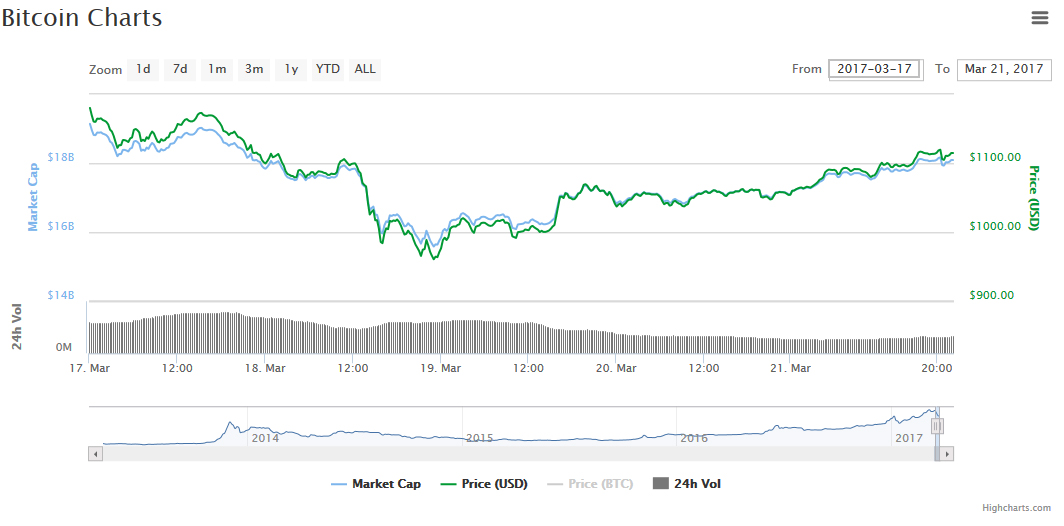 Bitcoin Charts
Zoom 1d 7d 1m 3m 1y YTD ALL From 2017-03-17 To Mar 21, 2017
Market Cap
$18B
$16B
$14B
$1100.00
$1000.00
$900.00
Price (USD)
24h Vol
0M
17. Mar 12:00 18. Mar 12:00 19. Mar 12:00 20. Mar 12:00 21. Mar 20:00
2014 2015 2016 2017
Market Cap Price (USD) Price (BTC) 24h Vol
Highcharts.com